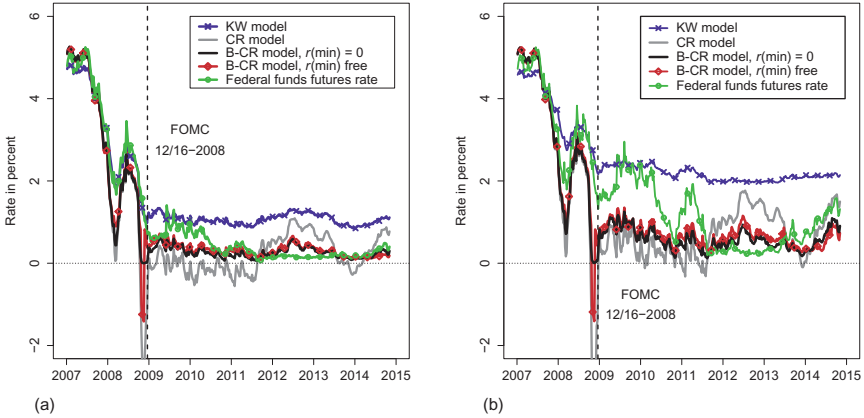 Rate in percent
6
4
2
0
−2
KW model
CR model
B-CR model, r(min) = 0
B-CR model, r(min) free
Federal funds futures rate
FOMC
12/16−2008
2007 2008 2009 2010 2011 2012 2013 2014 2015
(a)
Rate in percent
6
4
2
0
−2
KW model
CR model
B-CR model, r(min) = 0
B-CR model, r(min) free
Federal funds futures rate
FOMC
12/16−2008
2007 2008 2009 2010 2011 2012 2013 2014 2015
(b)